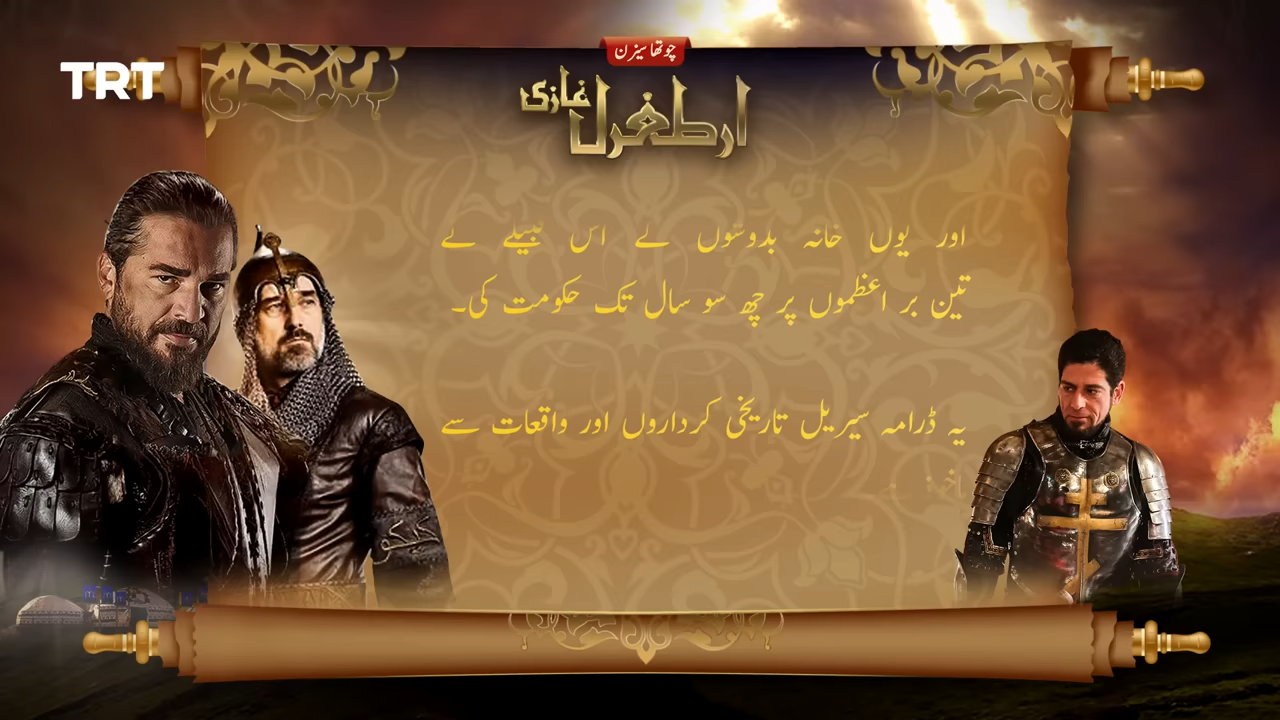 TRT
چوتھا سیزن
ارطغرل غازی
اور یوں خانہ بدوشوں کے اس قبیلے نے
تین بر اعظموں پر چھ سو سال تک حکومت کی۔
یہ ڈرامہ سیریل تاریخی کرداروں اور واقعات سے